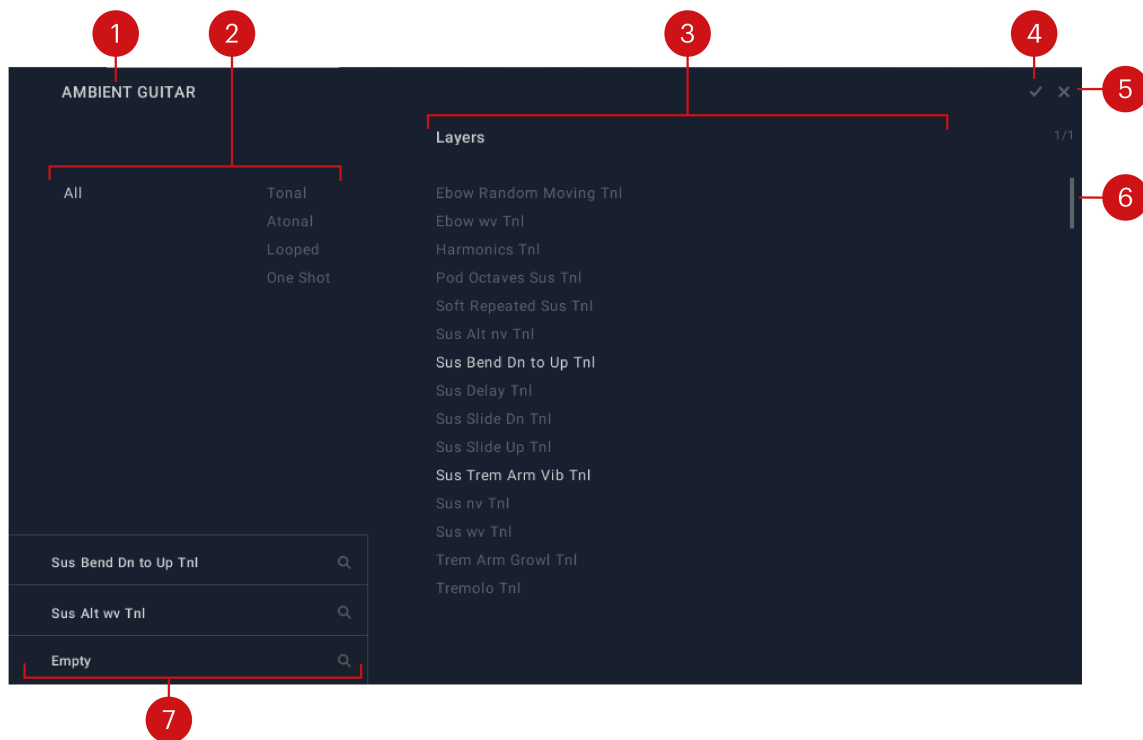 1
2
3
4
5
AMBIENT GUITAR
Layers
1/1
6
All
Tonal
Atonal
Looped
One Shot
Ebow Random Moving Tnl
Ebow wv Tnl
Harmonics Tnl
Pod Octaves Sus Tnl
Soft Repeated Sus Tnl
Sus Alt nv Tnl
Sus Bend Dn to Up Tnl
Sus Delay Tnl
Sus Slide Dn Tnl
Sus Slide Up Tnl
Sus Trem Arm Vib Tnl
Sus nv Tnl
Sus wv Tnl
Trem Arm Growl Tnl
Tremolo Tnl
Sus Bend Dn to Up Tnl
Sus Alt wv Tnl
Empty
7